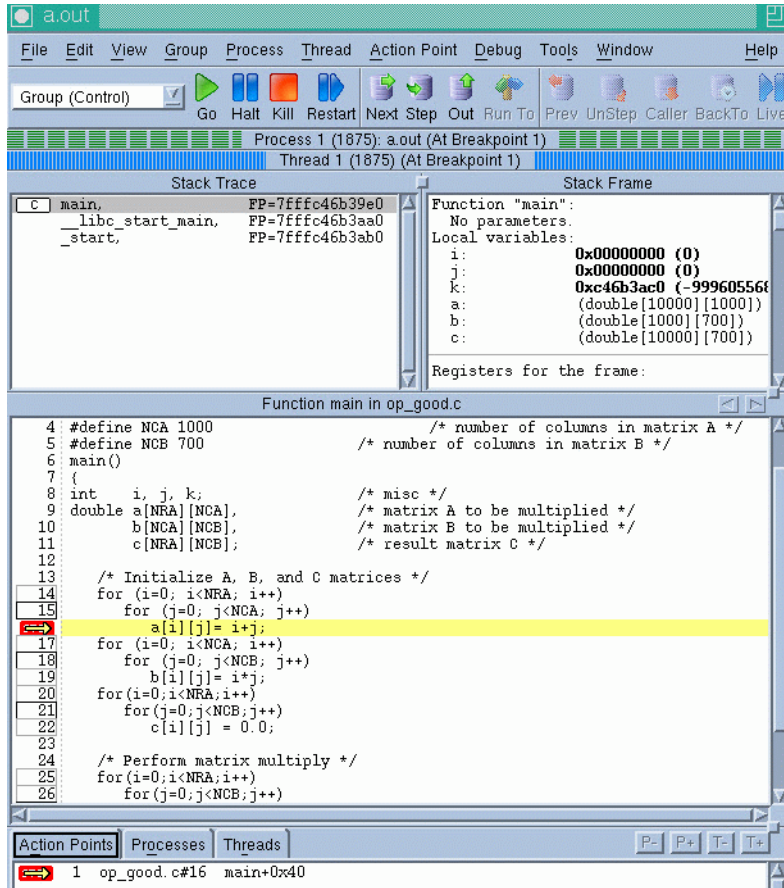 a.out
File Edit View Group Process Thread Action Point Debug Tools Window Help
Group (Control) Go Halt Kill Restart Next Step Out Run To Prev UnStep Caller BackTo Live
Process 1 (1875): a.out (At Breakpoint 1)
Thread 1 (1875) (At Breakpoint 1)
Stack Trace
C main, FP=7fffc46b39e0
__libc_start_main, FP=7fffc46b3aa0
_start, FP=7fffc46b3ab0
Stack Frame
Function "main":
No parameters.
Local variables:
i: 0x00000000 (0)
j: 0x00000000 (0)
k: 0xc46b3ac0 (-999605568
a: (double[10000][1000])
b: (double[1000][700])
c: (double[10000][700])
Registers for the frame:
Function main in op_good.c
4 #define NCA 1000 /* number of columns in matrix A */
5 #define NCB 700 /* number of columns in matrix B */
6 main()
7 {
8 int i, j, k; /* misc */
9 double a[NRA][NCA], /* matrix A to be multiplied */
10 b[NCA][NCB], /* matrix B to be multiplied */
11 c[NRA][NCB]; /* result matrix C */
12
13 /* Initialize A, B, and C matrices */
14 for (i=0; i<NRA; i++)
15 for (j=0; j<NCA; j++)
a[i][j]= i+j;
17 for (i=0; i<NCA; i++)
18 for (j=0; j<NCB; j++)
19 b[i][j]= i*j;
20 for(i=0;i<NRA;i++)
21 for(j=0;j<NCB;j++)
22 c[i][j] = 0.0;
23
24 /* Perform matrix multiply */
25 for(i=0;i<NRA;i++)
26 for(j=0;j<NCB;j++)
Action Points Processes Threads P- P+ T- T+
1 op_good.c#16 main+0x40